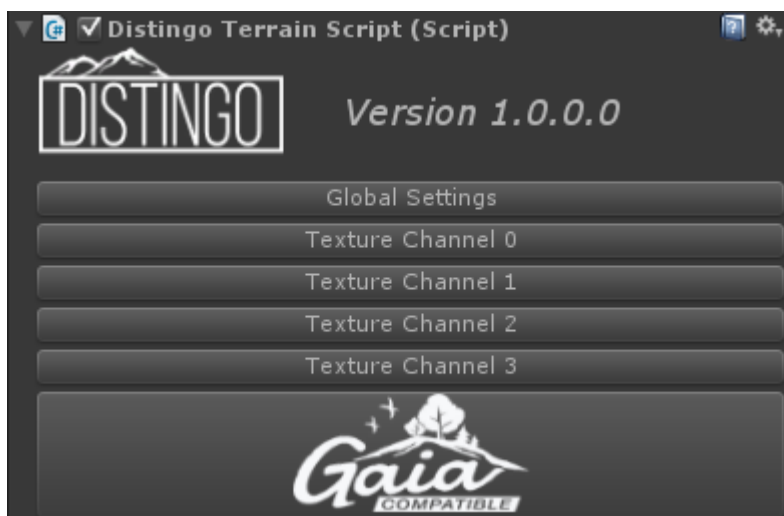 Distingo Terrain Script (Script)
DISTINGO
Version 1.0.0.0
Global Settings
Texture Channel 0
Texture Channel 1
Texture Channel 2
Texture Channel 3
Gaia
COMPATIBLE